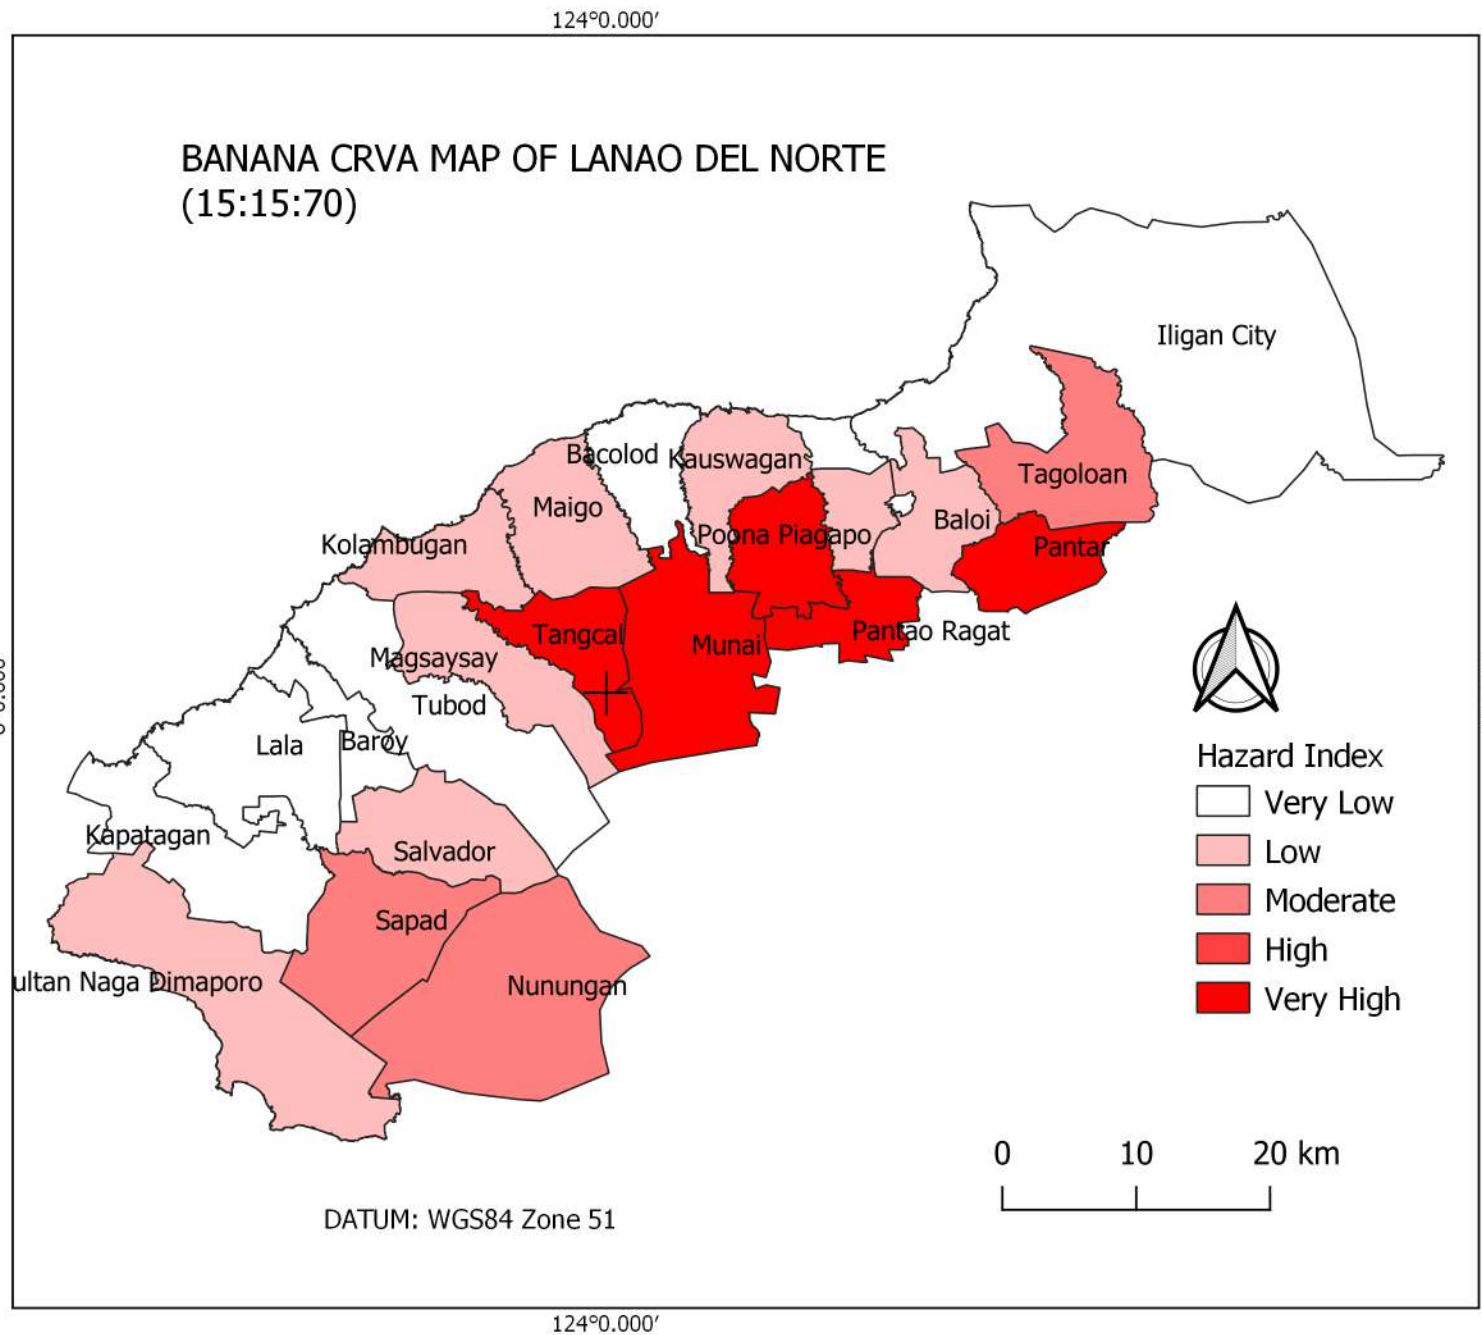 124°0.000′
BANANA CRVA MAP OF LANAO DEL NORTE
(15:15:70)
Iligan City
Bacolod
Kauswagan
Tagoloan
Maigo
Baloi
Poona Piagapo
Kolambugan
Pantar
Tangcal
Pantao Ragat
Munai
Magsaysay
Tubod
Lala
Baroy
Kapatagan
Salvador
Sapad
ultan Naga Dimaporo
Nunungan
Hazard Index
Very Low
Low
Moderate
High
Very High
0 10 20 km
DATUM: WGS84 Zone 51
124°0.000′